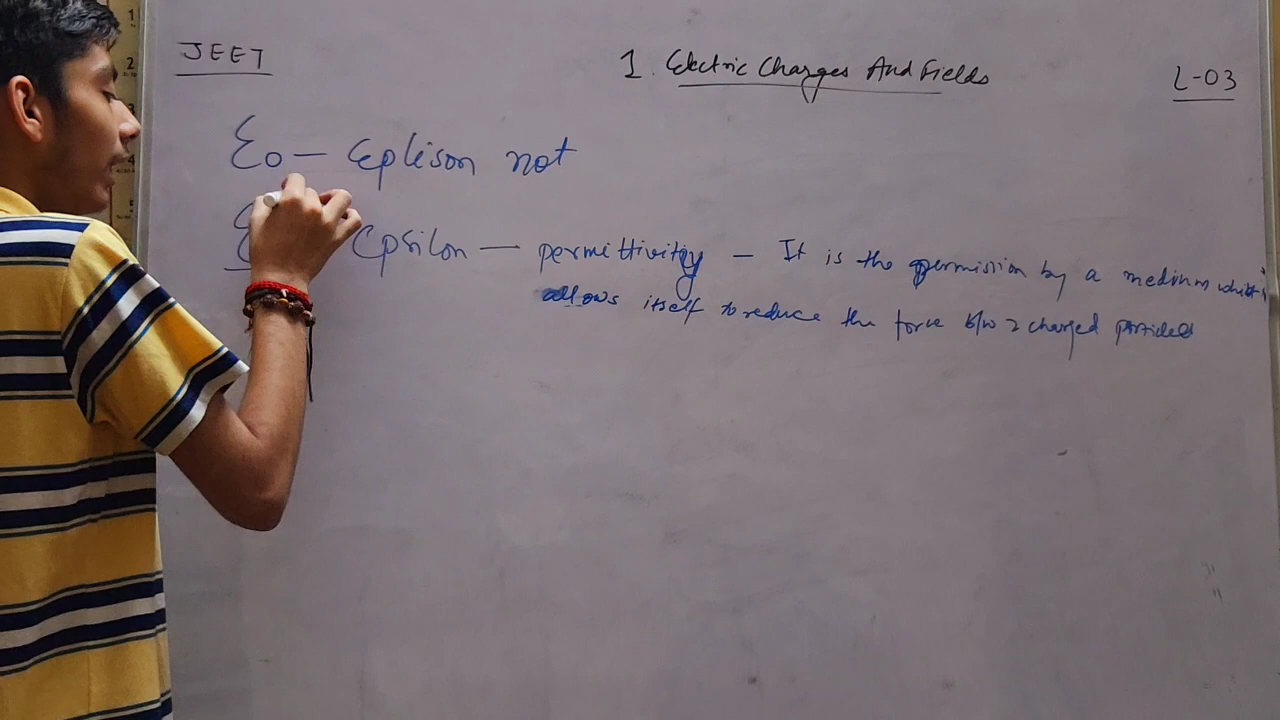 JEET
1. Electric Charges And Fields
L-03
Eo — Eplison not
Epsilon — permittivity — It is the permission by a medium which
allows itself to reduce the force b/w 2 charged particles